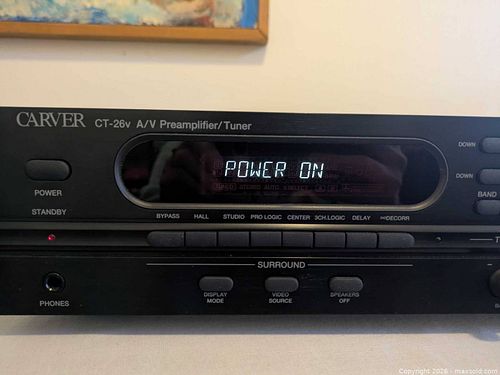 CARVER CT-26v A/V Preamplifier/Tuner
DOWN
POWER ON
DOWN
POWER
BAND
STANDBY
BYPASS HALL STUDIO PRO LOGIC CENTER 3CH.LOGIC DELAY DECORR
SURROUND
PHONES
DISPLAY MODE
VIDEO SOURCE
SPEAKERS OFF
Copyright 2026 - maxsold.com